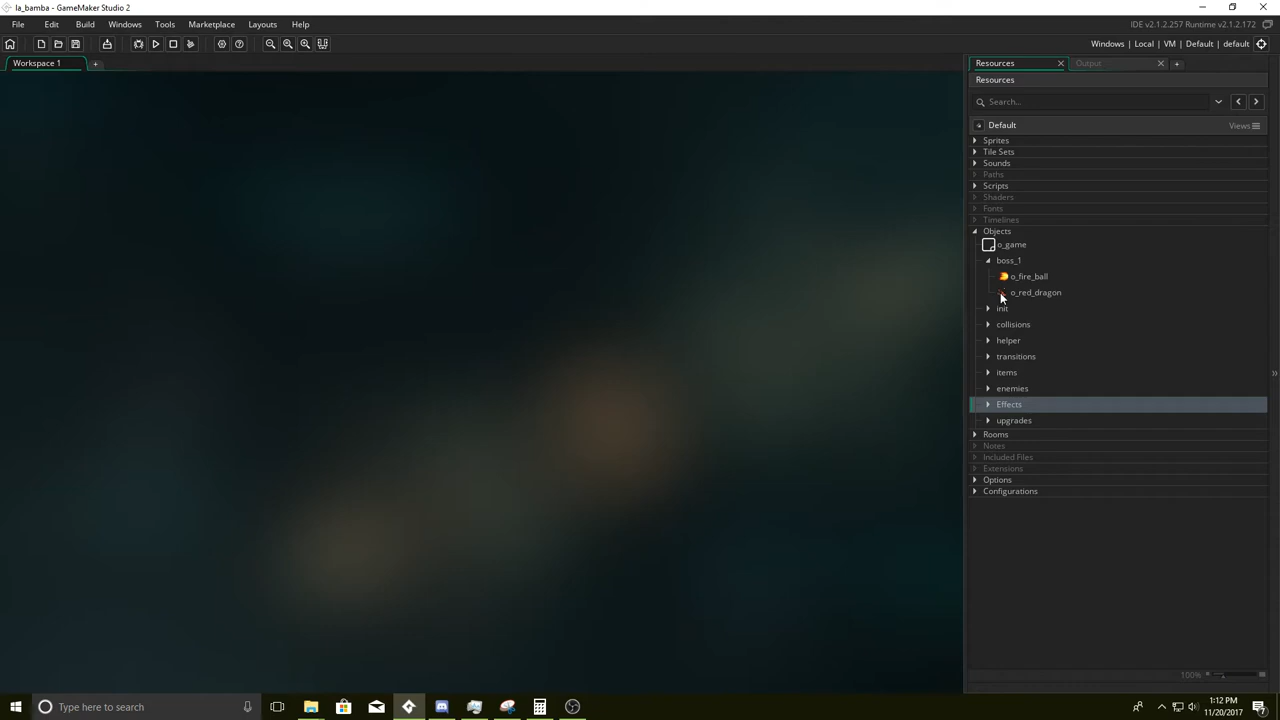 la_bamba - GameMaker Studio 2
File Edit Build Windows Tools Marketplace Layouts Help
IDE v2.1.2.257 Runtime v2.1.2.172
Windows | Local | VM | Default | default
Workspace 1
Resources
Output
Resources
Search...
Default
Views
Sprites
Tile Sets
Sounds
Paths
Scripts
Shaders
Fonts
Timelines
Objects
o_game
boss_1
o_fire_ball
o_red_dragon
init
collisions
helper
transitions
items
enemies
Effects
upgrades
Rooms
Notes
Included Files
Extensions
Options
Configurations
100%
Type here to search
1:12 PM
11/20/2017